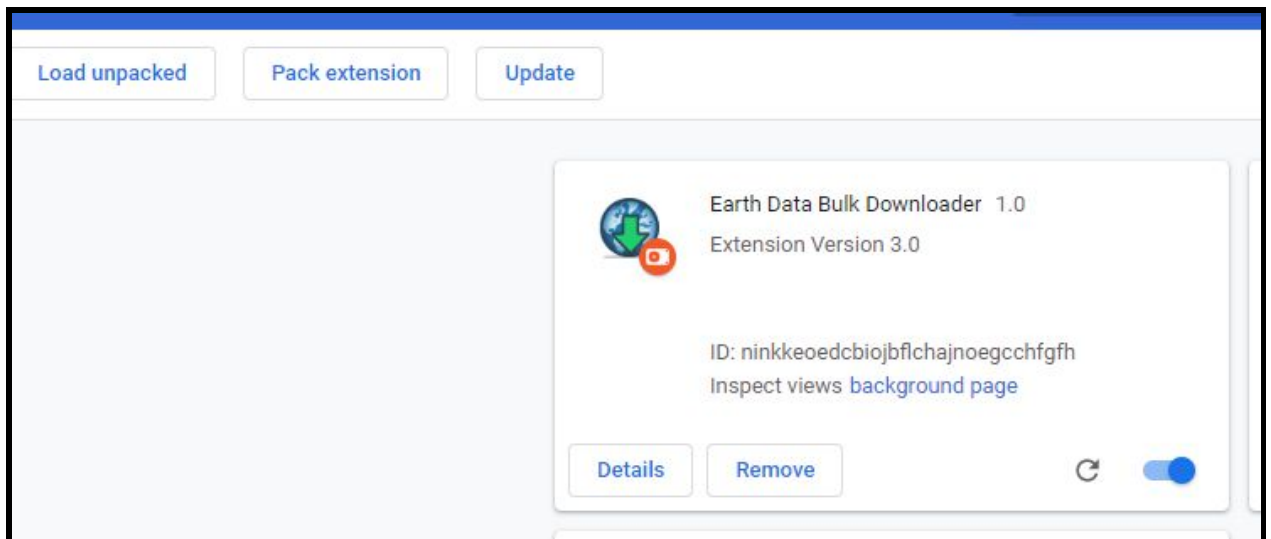 Load unpacked Pack extension Update
Earth Data Bulk Downloader 1.0
Extension Version 3.0
ID: ninkkeoedcbiojbflchajnoegcchfgfh
Inspect views background page
Details Remove